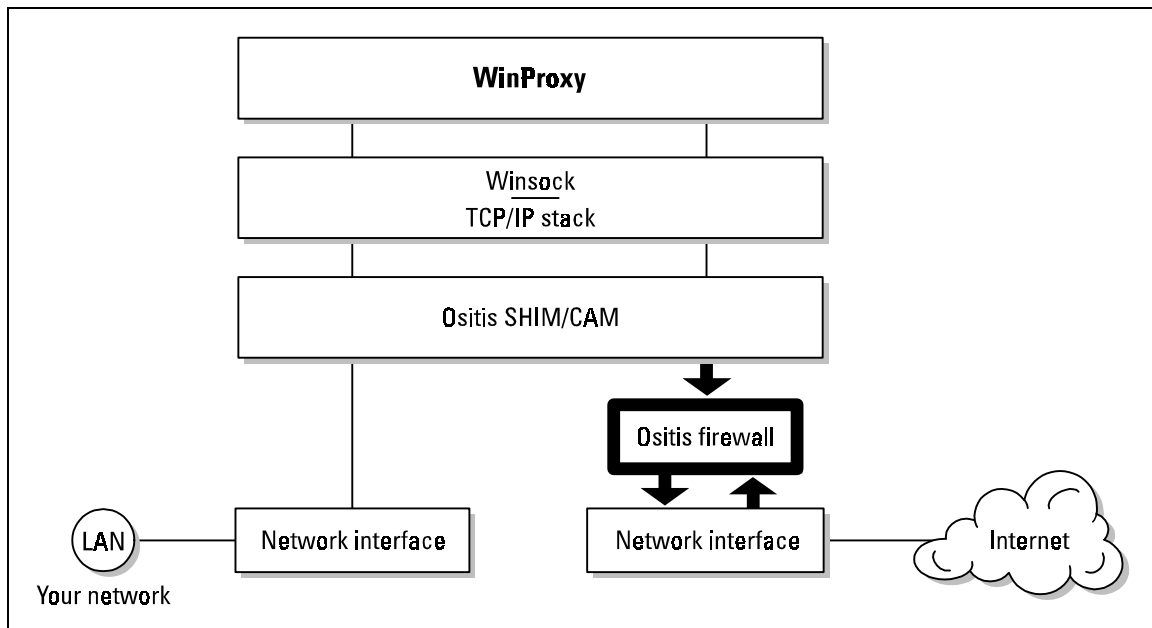 WinProxy
Winsock
TCP/IP stack
Ositis SHIM/CAM
Ositis firewall
LAN
Network interface
Network interface
Internet
Your network